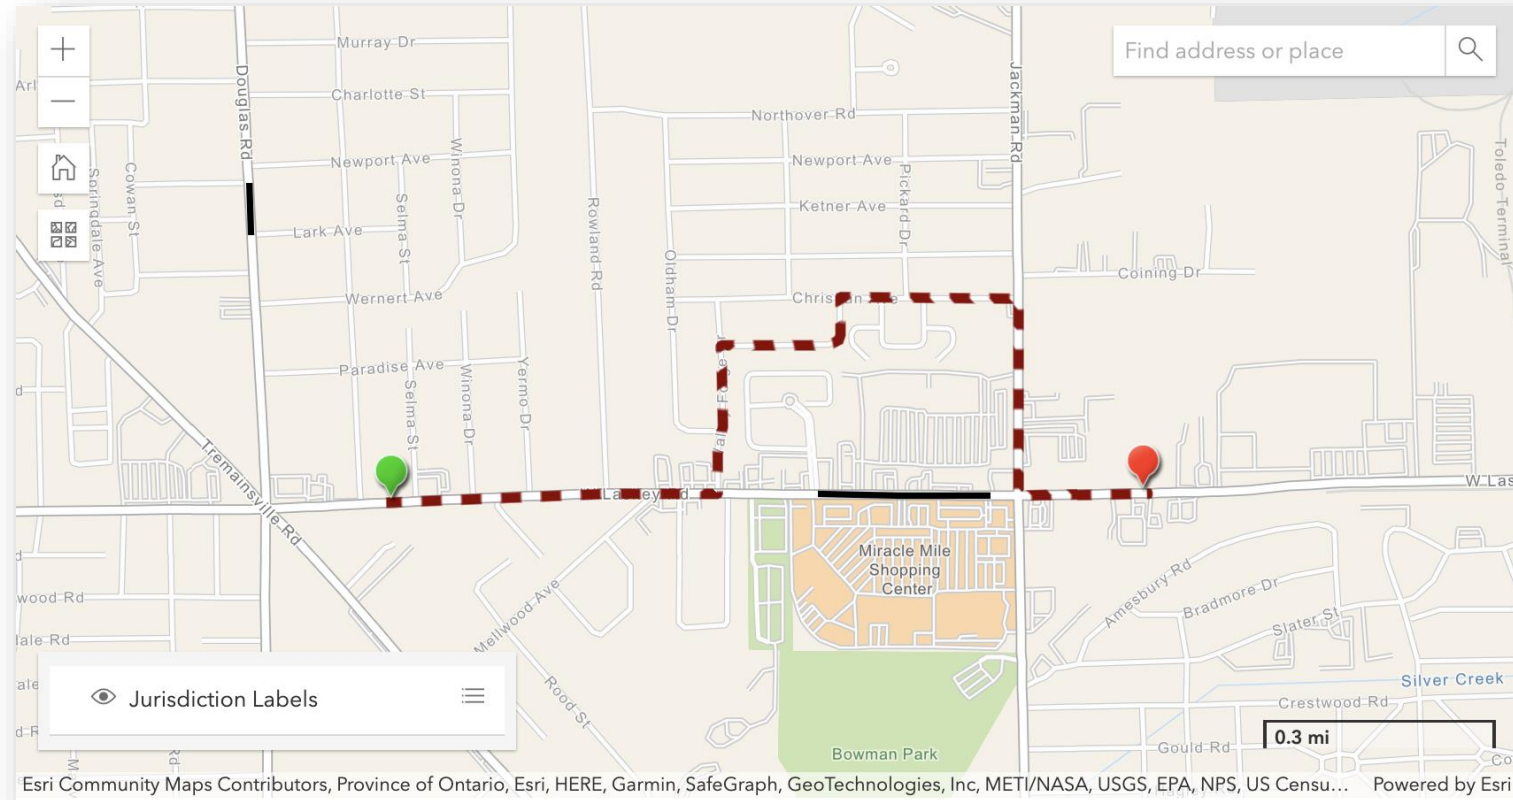 Murray Dr
Find address or place
Arl
Douglas Rd
Charlotte St
Jackman Rd
Northover Rd
Newport Ave
Winona Dr
Newport Ave
Toledo-Terminal
Springdale Ave
Cowan St
Pickard Dr
Selma St
Rowland Rd
Ketner Ave
Lark Ave
Oldham Dr
Coining Dr
Wernert Ave
Paradise Ave
Selma St
Winona Dr
Yermo Dr
Tremainsville Rd
W Las
Miracle Mile
Shopping
Center
wood Rd
Mellwood Ave
Amesbury Rd
Bradmore Dr
Slater St
dale Rd
Jurisdiction Labels
Rood St
Silver Creek
Crestwood Rd
0.3 mi
Gould Rd
Bowman Park
Esri Community Maps Contributors, Province of Ontario, Esri, HERE, Garmin, SafeGraph, GeoTechnologies, Inc, METI/NASA, USGS, EPA, NPS, US Censu... Powered by Esri